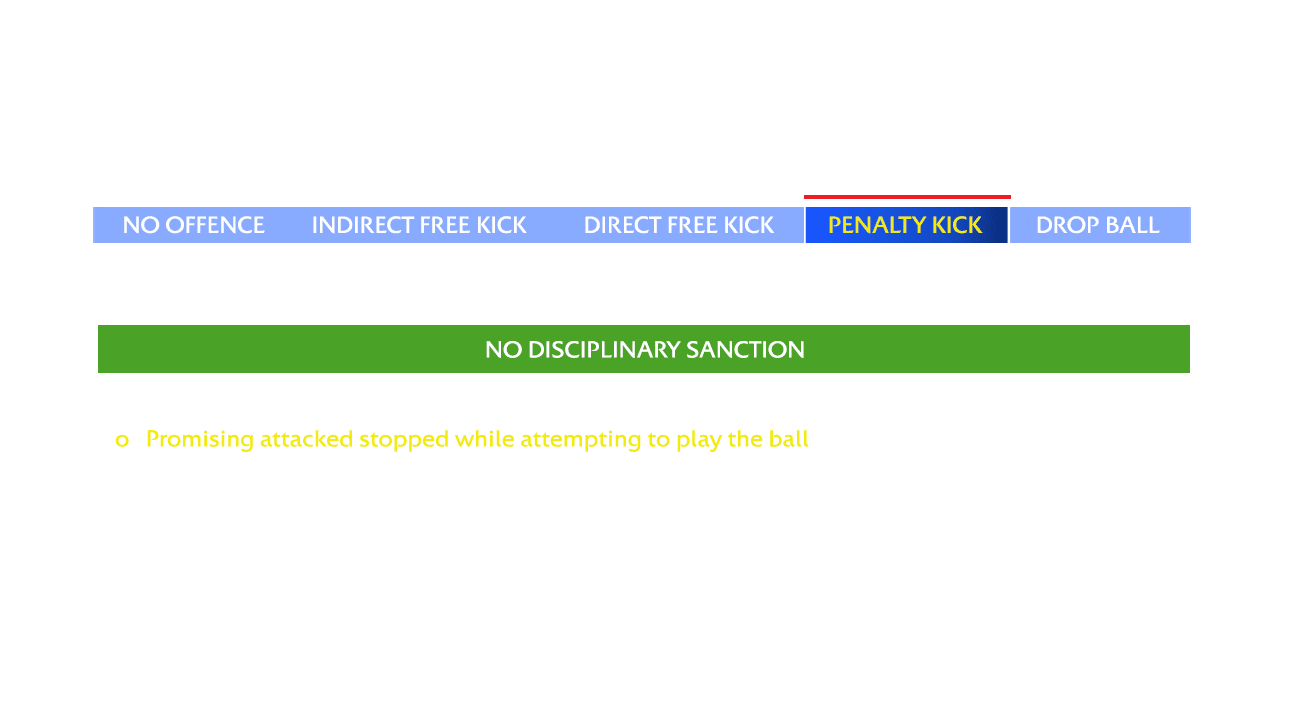 NO OFFENCE INDIRECT FREE KICK DIRECT FREE KICK PENALTY KICK DROP BALL
NO DISCIPLINARY SANCTION
o Promising attacked stopped while attempting to play the ball